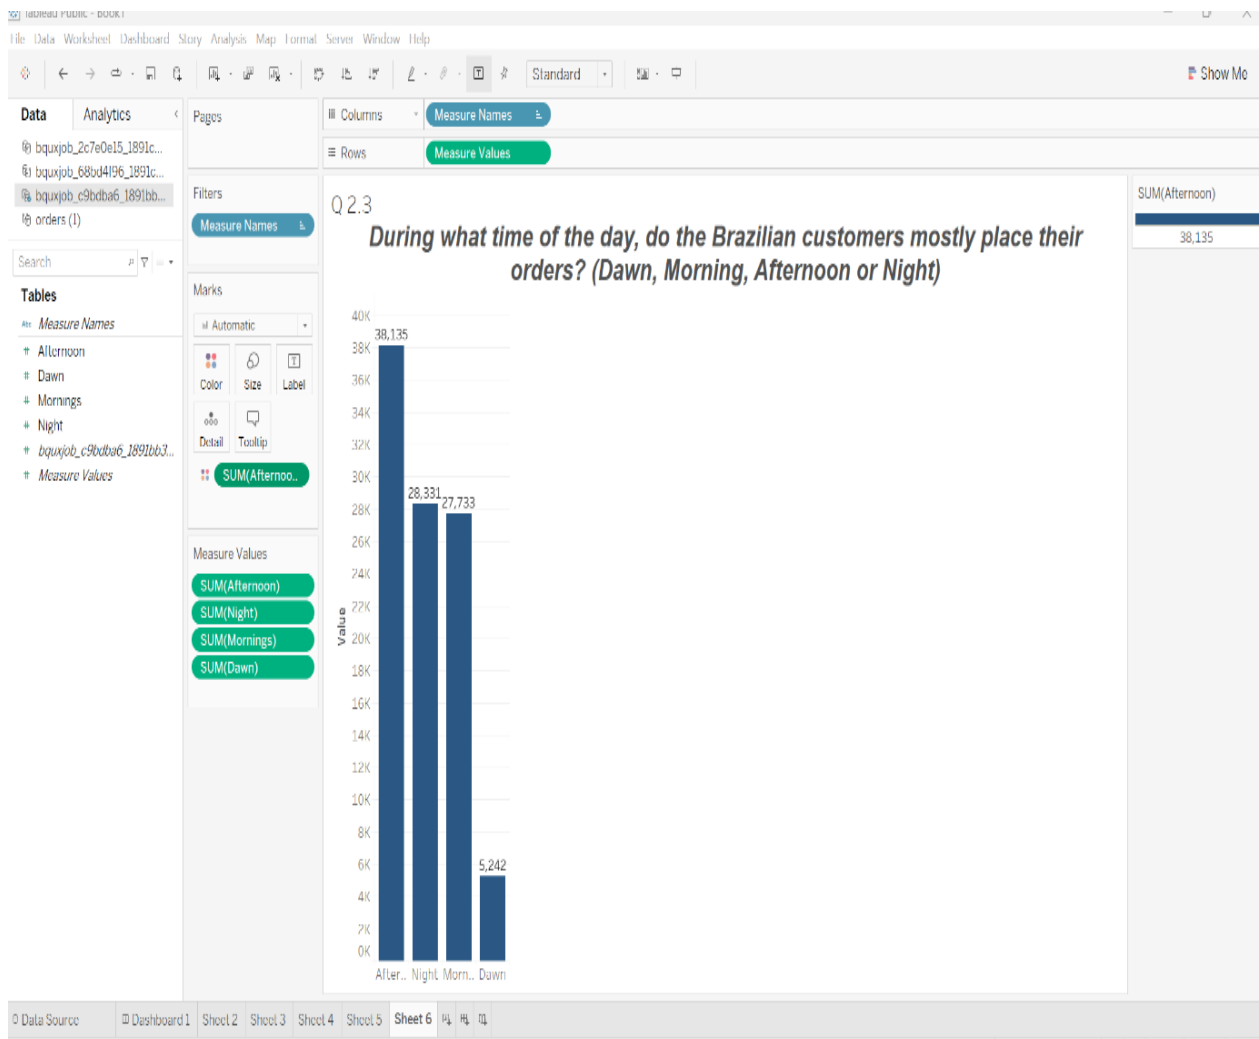 Tableau Public - Book1
File Data Worksheet Dashboard Story Analysis Map Format Server Window Help
Standard
Show Me
Data Analytics
bquxjob_2c7e0e15_1891c...
bquxjob_68bd4f96_1891c...
bquxjob_c9bdba6_1891bb...
orders (1)
Search
Tables
Abc Measure Names
# Afternoon
# Dawn
# Mornings
# Night
# bquxjob_c9bdba6_1891bb3...
# Measure Values
Pages
Filters
Measure Names
Marks
Automatic
Color Size Label
Detail Tooltip
SUM(Afternoo..
Measure Values
SUM(Afternoon)
SUM(Night)
SUM(Mornings)
SUM(Dawn)
Columns Measure Names
Rows Measure Values
Q 2.3
During what time of the day, do the Brazilian customers mostly place their
orders? (Dawn, Morning, Afternoon or Night)
40K
38,135
38K
36K
34K
32K
30K
28,331
27,733
28K
26K
24K
22K
Value
20K
18K
16K
14K
12K
10K
8K
6K
5,242
4K
2K
0K
After.. Night Morn.. Dawn
SUM(Afternoon)
38,135
Data Source Dashboard 1 Sheet 2 Sheet 3 Sheet 4 Sheet 5 Sheet 6